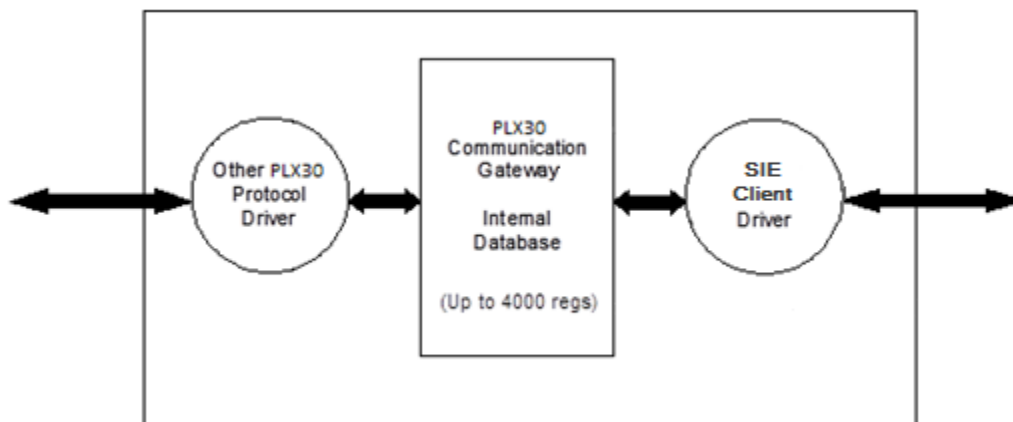 Other PLX30
Protocol
Driver
PLX30
Communication
Gateway
Internal
Database
(Up to 4000 regs)
SIE
Client
Driver